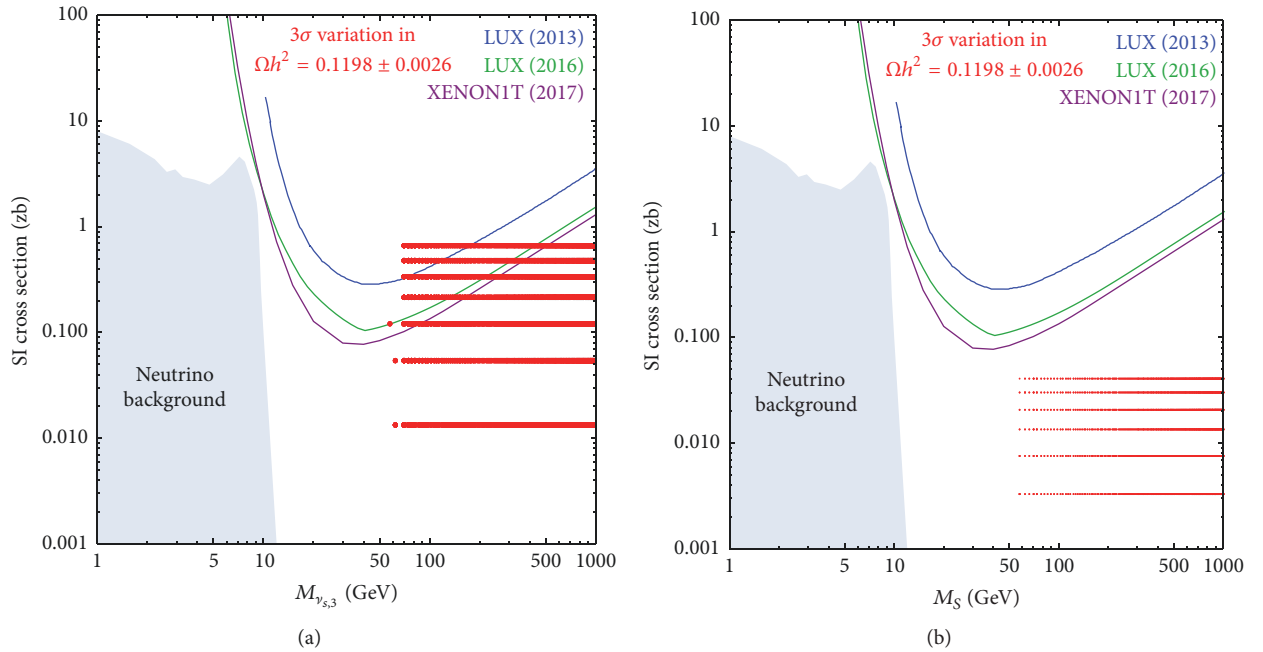 100
10
1
0.100
0.010
0.001
SI cross section (zb)
3σ variation in
Ωh² = 0.1198 ± 0.0026
LUX (2013)
LUX (2016)
XENON1T (2017)
Neutrino
background
1 5 10 50 100 500 1000
M_{ν_{s,3}} (GeV)
(a)
100
10
1
0.100
0.010
0.001
SI cross section (zb)
3σ variation in
Ωh² = 0.1198 ± 0.0026
LUX (2013)
LUX (2016)
XENON1T (2017)
Neutrino
background
1 5 10 50 100 500 1000
M_S (GeV)
(b)